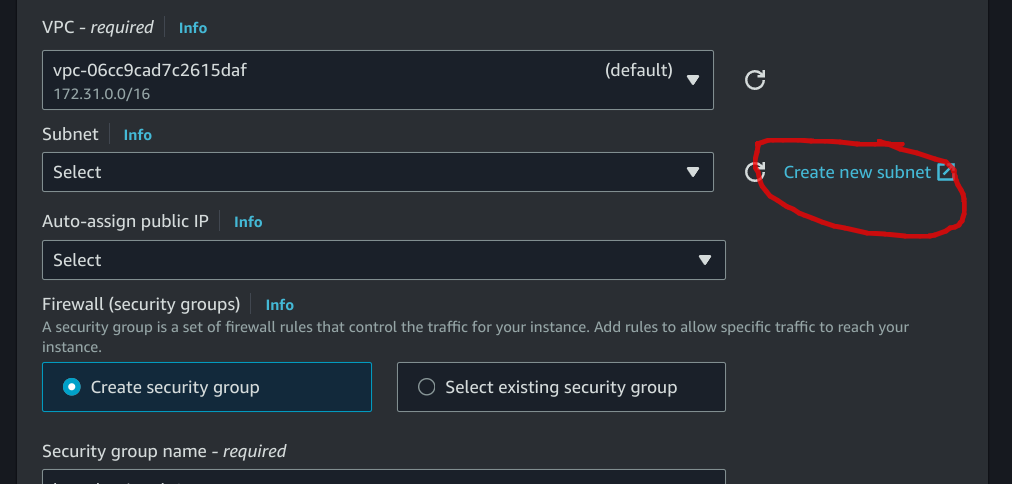 VPC - required Info
vpc-06cc9cad7c2615daf (default)
172.31.0.0/16
Subnet Info
Select Create new subnet
Auto-assign public IP Info
Select
Firewall (security groups) Info
A security group is a set of firewall rules that control the traffic for your instance. Add rules to allow specific traffic to reach your
instance.
Create security group Select existing security group
Security group name - required